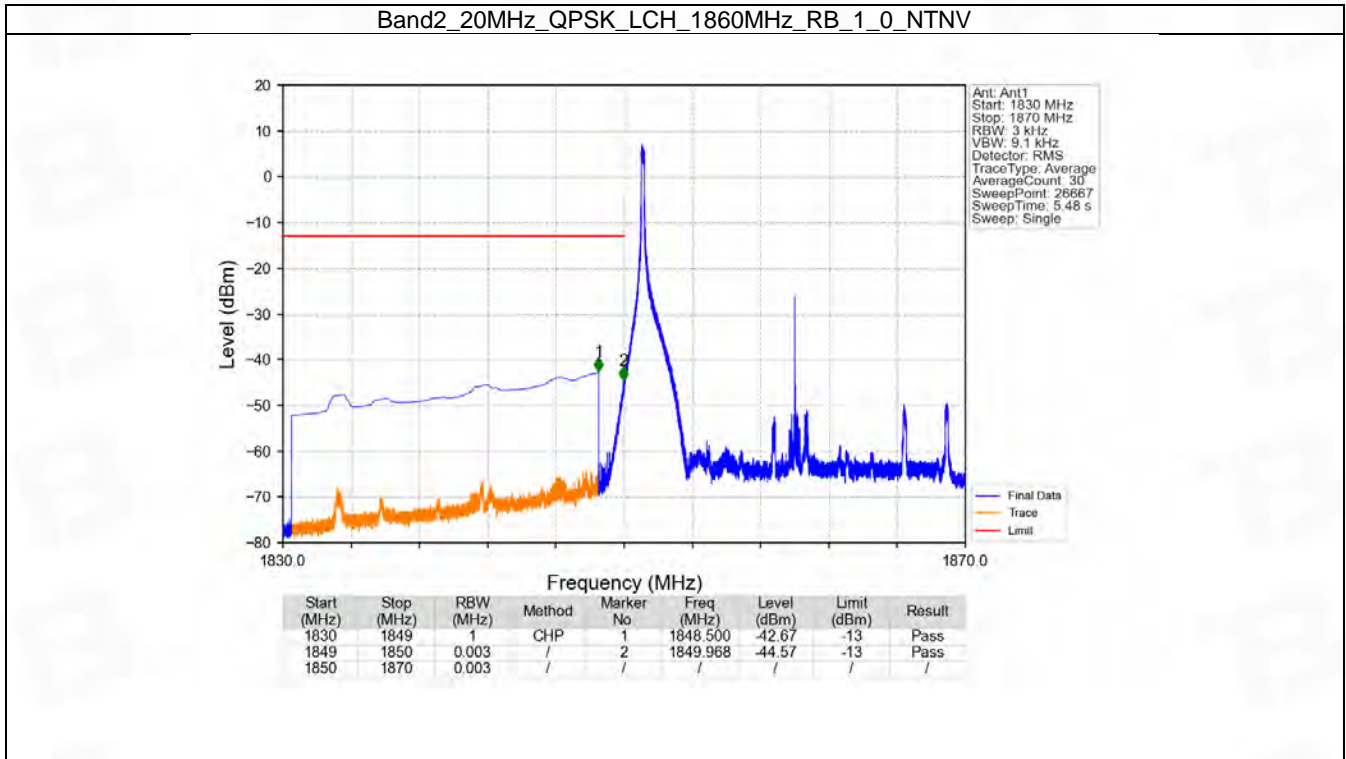 Band2_20MHz_QPSK_LCH_1860MHz_RB_1_0_NTNV
Ant: Ant1
Start: 1830 MHz
Stop: 1870 MHz
RBW: 3 kHz
VBW: 9.1 kHz
Detector: RMS
TraceType: Average
AverageCount: 30
SweepPoint: 26667
SweepTime: 5.48 s
Sweep: Single
Level (dBm)
20
10
0
−10
−20
−30
−40
−50
−60
−70
−80
1
2
Final Data
Trace
Limit
1830.0
1870.0
Frequency (MHz)
Start (MHz) Stop (MHz) RBW (MHz) Method Marker No Freq (MHz) Level (dBm) Limit (dBm) Result
1830 1849 1 CHP 1 1848.500 -42.67 -13 Pass
1849 1850 0.003 / 2 1849.968 -44.57 -13 Pass
1850 1870 0.003 / / / / / /